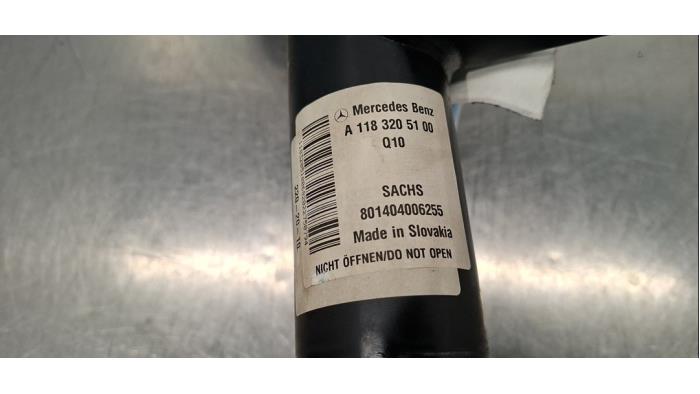 Mercedes Benz
A 118 320 51 00
Q10
SACHS
801404006255
Made in Slovakia
NICHT ÖFFNEN/DO NOT OPEN